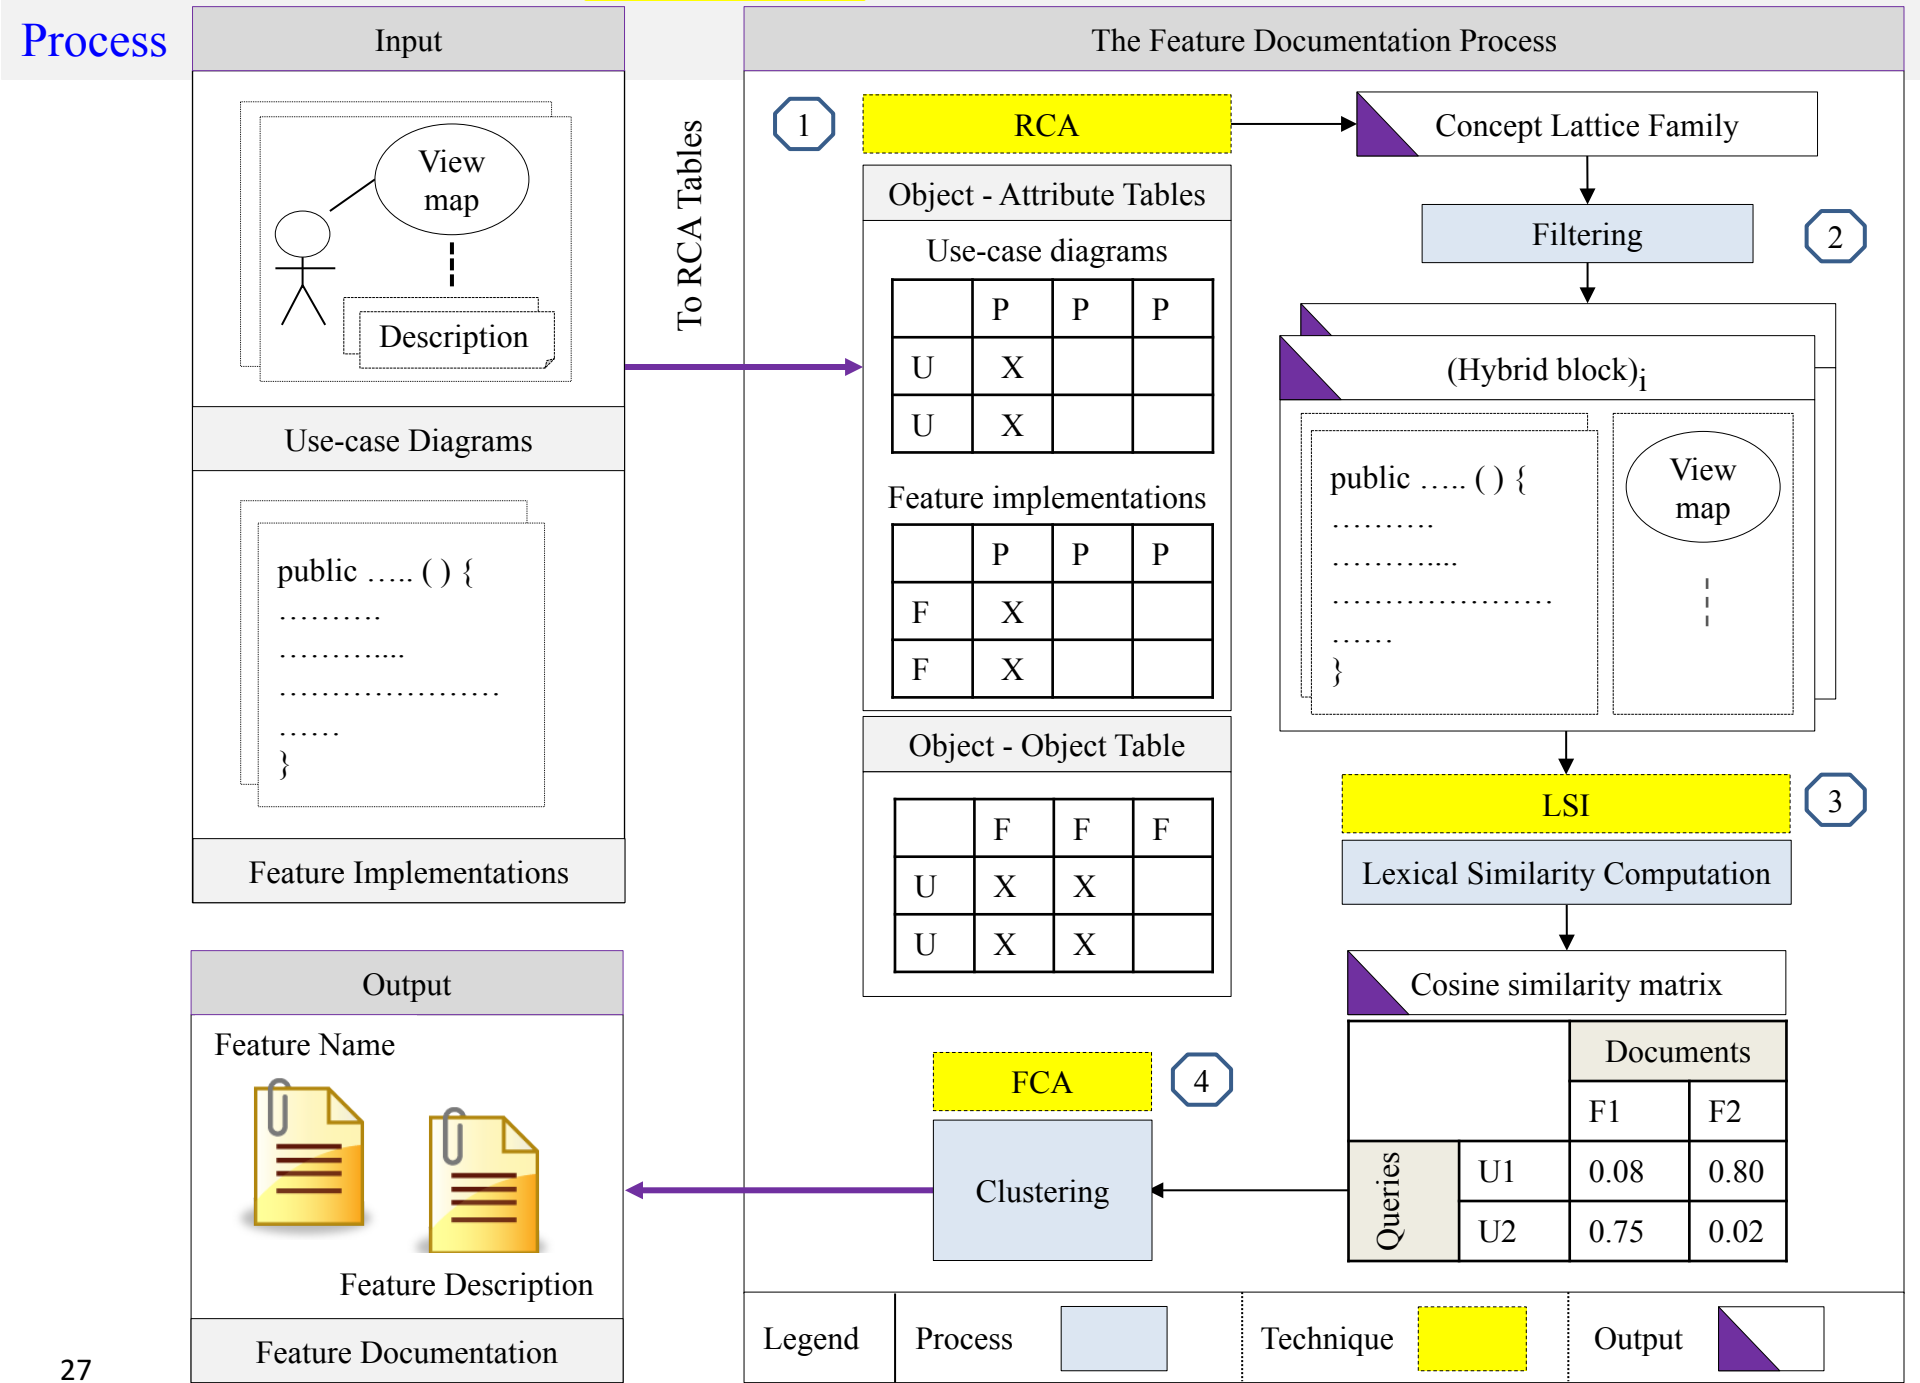 Process
Input
View
map
Description
Use-case Diagrams
public ….. ( ) {
……….
………....
………………….
……
}
Feature Implementations
To RCA Tables
The Feature Documentation Process
1
RCA
Object - Attribute Tables
Use-case diagrams
P P P
U X
U X
Feature implementations
P P P
F X
F X
Object - Object Table
F F F
U X X
U X X
Concept Lattice Family
Filtering
2
(Hybrid block)i
public ….. ( ) {
……….
………....
………………….
……
}
View
map
LSI
3
Lexical Similarity Computation
Cosine similarity matrix
Documents
F1 F2
Queries
U1 0.08 0.80
U2 0.75 0.02
FCA
4
Clustering
Output
Feature Name
Feature Description
Feature Documentation
Legend Process Technique Output
27